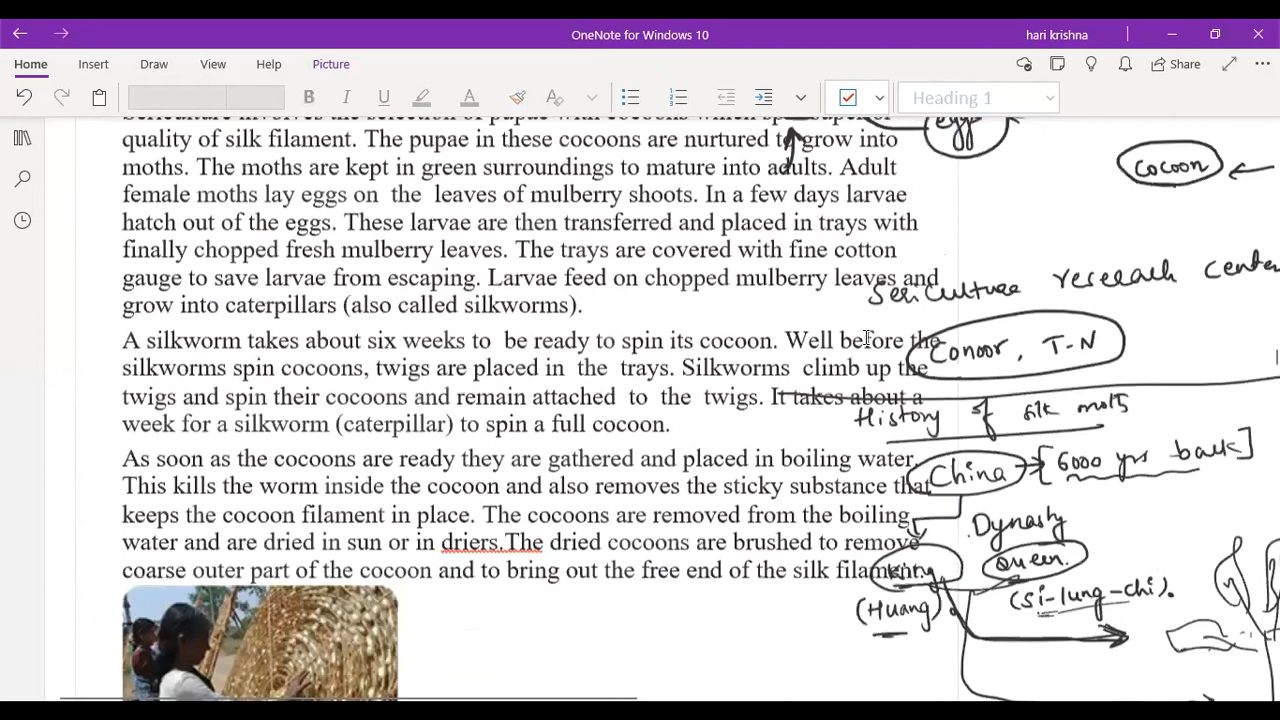 OneNote for Windows 10
hari krishna
Home Insert Draw View Help Picture
Share
B I U A Heading 1
quality of silk filament. The pupae in these cocoons are nurtured to grow into
moths. The moths are kept in green surroundings to mature into adults. Adult
female moths lay eggs on the leaves of mulberry shoots. In a few days larvae
hatch out of the eggs. These larvae are then transferred and placed in trays with
finally chopped fresh mulberry leaves. The trays are covered with fine cotton
gauge to save larvae from escaping. Larvae feed on chopped mulberry leaves and
grow into caterpillars (also called silkworms).
A silkworm takes about six weeks to be ready to spin its cocoon. Well before the
silkworms spin cocoons, twigs are placed in the trays. Silkworms climb up the
twigs and spin their cocoons and remain attached to the twigs. It takes about a
week for a silkworm (caterpillar) to spin a full cocoon.
As soon as the cocoons are ready they are gathered and placed in boiling water.
This kills the worm inside the cocoon and also removes the sticky substance that
keeps the cocoon filament in place. The cocoons are removed from the boiling
water and are dried in sun or in driers.The dried cocoons are brushed to remove
coarse outer part of the cocoon and to bring out the free end of the silk filament.
eggs
cocoon
Sericulture research center
Conoor, T-N
History of silk moths
China [6000 yrs back]
Dynasty
King Queen.
(Huang). (Si-lung-chi).